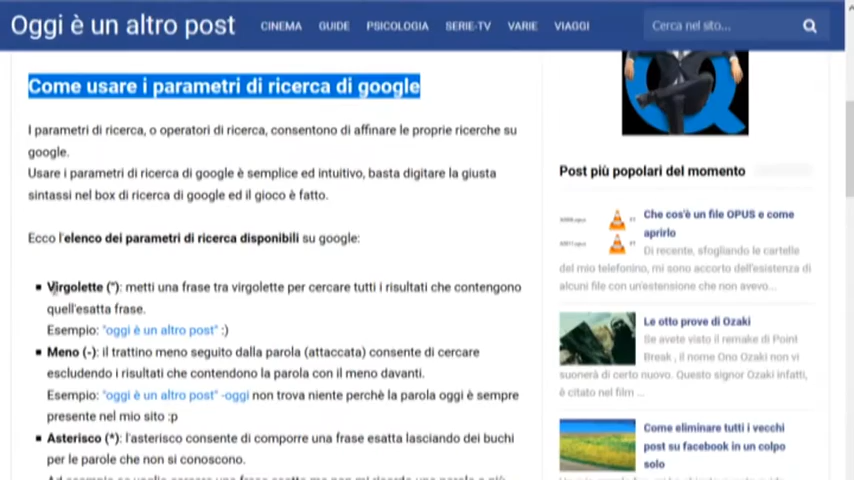 Oggi è un altro post
CINEMA GUIDE PSICOLOGIA SERIE-TV VARIE VIAGGI
Cerca nel sito...
Come usare i parametri di ricerca di google
I parametri di ricerca, o operatori di ricerca, consentono di affinare le proprie ricerche su
google.
Usare i parametri di ricerca di google è semplice ed intuitivo, basta digitare la giusta
sintassi nel box di ricerca di google ed il gioco è fatto.
Ecco l'elenco dei parametri di ricerca disponibili su google:
Virgolette ("): metti una frase tra virgolette per cercare tutti i risultati che contengono
quell'esatta frase.
Esempio: "oggi è un altro post" :)
Meno (-): il trattino meno seguito dalla parola (attaccata) consente di cercare
escludendo i risultati che contendono la parola con il meno davanti.
Esempio: "oggi è un altro post" -oggi non trova niente perchè la parola oggi è sempre
presente nel mio sito :p
Asterisco (*): l'asterisco consente di comporre una frase esatta lasciando dei buchi
per le parole che non si conoscono.
Post più popolari del momento
Che cos'è un file OPUS e come
aprirlo
Di recente, sfogliando le cartelle
del mio telefonino, mi sono accorto dell'esistenza di
alcuni file con un'estensione che non avevo...
Le otto prove di Ozaki
Se avete visto il remake di Point
Break , il nome Ono Ozaki non vi
suonerà di certo nuovo. Questo signor Ozaki infatti,
è citato nel film ...
Come eliminare tutti i vecchi
post su facebook in un colpo
solo